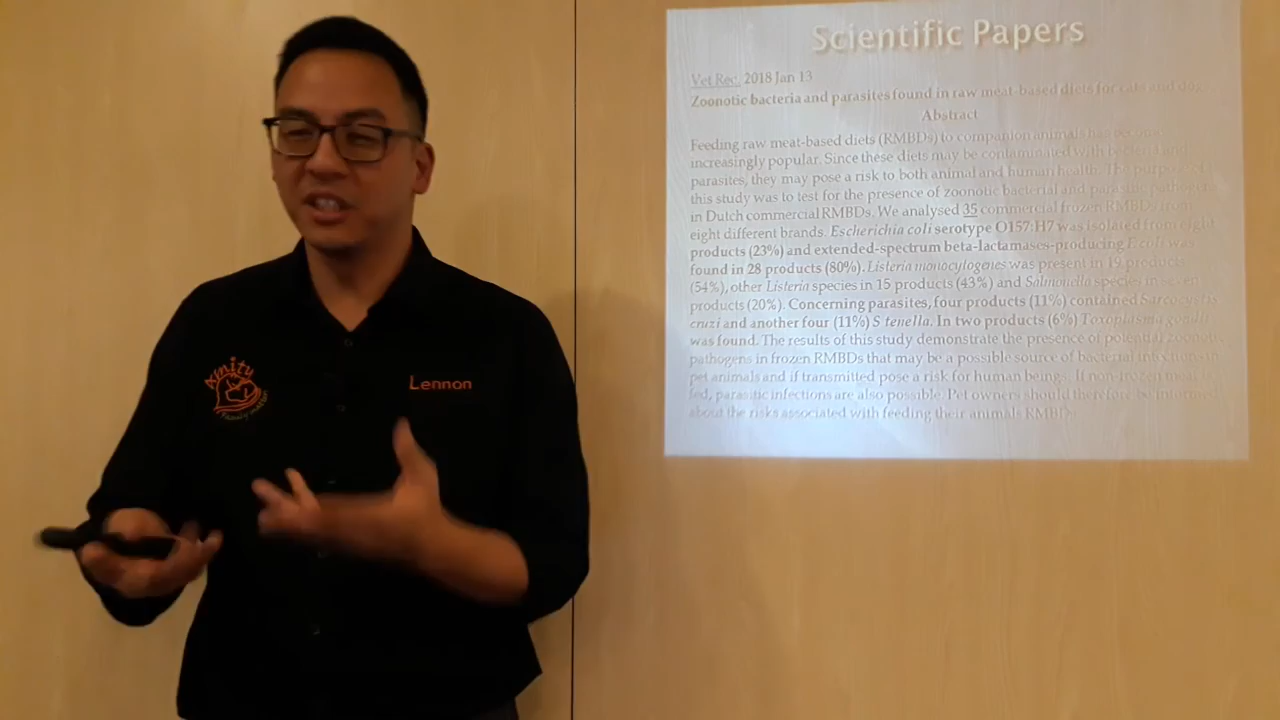 Scientific Papers
Vet Rec. 2018 Jan 13
Zoonotic bacteria and parasites found in raw meat-based diets for cats and dogs
Abstract
Feeding raw meat-based diets (RMBDs) to companion animals has become
increasingly popular. Since these diets may be contaminated with bacteria and
parasites, they may pose a risk to both animal and human health. The purpose of
this study was to test for the presence of zoonotic bacterial and parasitic pathogens
in Dutch commercial RMBDs. We analysed 35 commercial frozen RMBDs from
eight different brands. Escherichia coli serotype O157:H7 was isolated from eight
products (23%) and extended-spectrum beta-lactamases-producing E coli was
found in 28 products (80%). Listeria monocytogenes was present in 19 products
(54%), other Listeria species in 15 products (43%) and Salmonella species in seven
products (20%). Concerning parasites, four products (11%) contained Sarcocystis
cruzi and another four (11%) S tenella. In two products (6%) Toxoplasma gondii
was found. The results of this study demonstrate the presence of potential zoonotic
pathogens in frozen RMBDs that may be a possible source of bacterial infections in
pet animals and if transmitted pose a risk for human beings. If non-frozen meat is
fed, parasitic infections are also possible. Pet owners should therefore be informed
about the risks associated with feeding their animals RMBDs.
Amity
Lennon